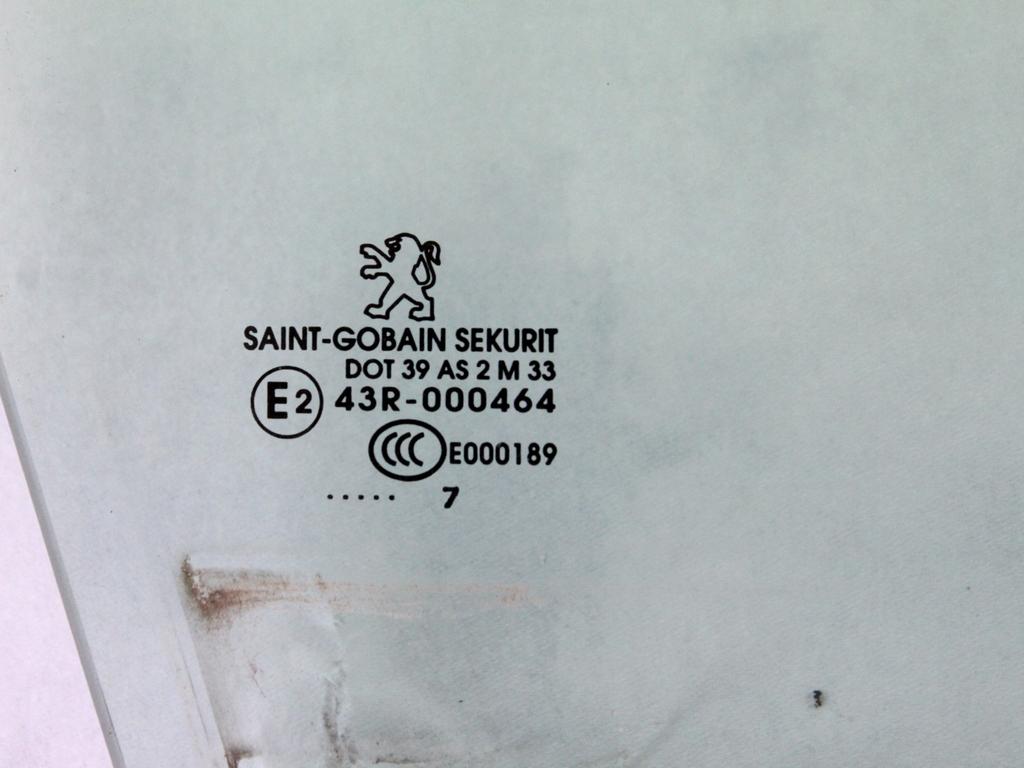 SAINT-GOBAIN SEKURIT
DOT 39 AS 2 M 33
E2 43R-000464
CCC E000189
..... 7